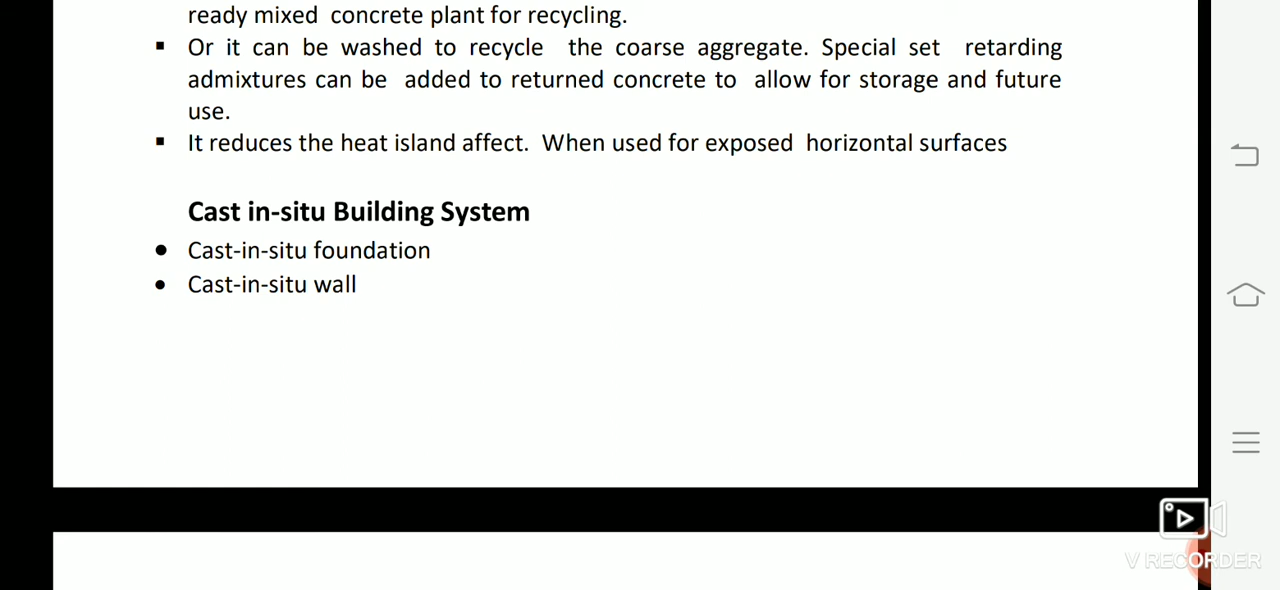 ready mixed concrete plant for recycling.
▪ Or it can be washed to recycle the coarse aggregate. Special set retarding
admixtures can be added to returned concrete to allow for storage and future
use.
▪ It reduces the heat island affect. When used for exposed horizontal surfaces
Cast in-situ Building System
• Cast-in-situ foundation
• Cast-in-situ wall
V RECORDER